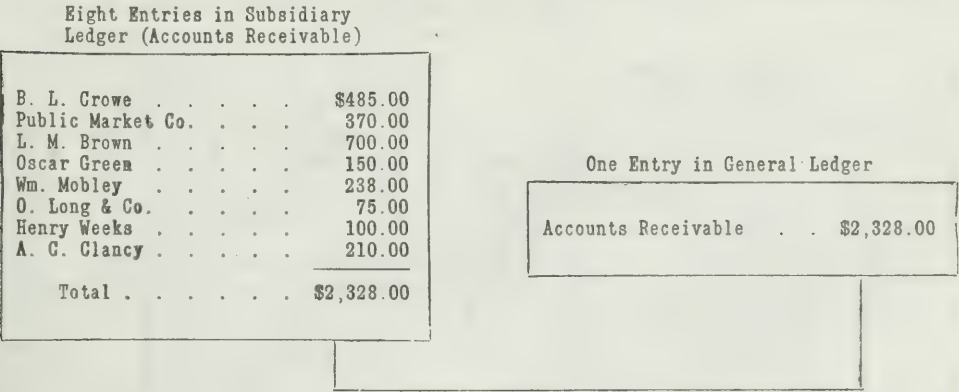 Eight Entries in Subsidiary
Ledger (Accounts Receivable)
B. L. Crowe . . . . . $485.00
Public Market Co. . . . . 370.00
L. M. Brown . . . . . 700.00
Oscar Green . . . . . 150.00
Wm. Mobley . . . . . 238.00
O. Long & Co. . . . . . 75.00
Henry Weeks . . . . . 100.00
A. C. Clancy . . . . . 210.00
Total . . . . . . $2,328.00
One Entry in General Ledger
Accounts Receivable . . $2,328.00